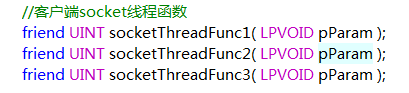 //客户端socket线程函数
friend UINT socketThreadFunc1( LPVOID pParam );
friend UINT socketThreadFunc2( LPVOID pParam );
friend UINT socketThreadFunc3( LPVOID pParam );